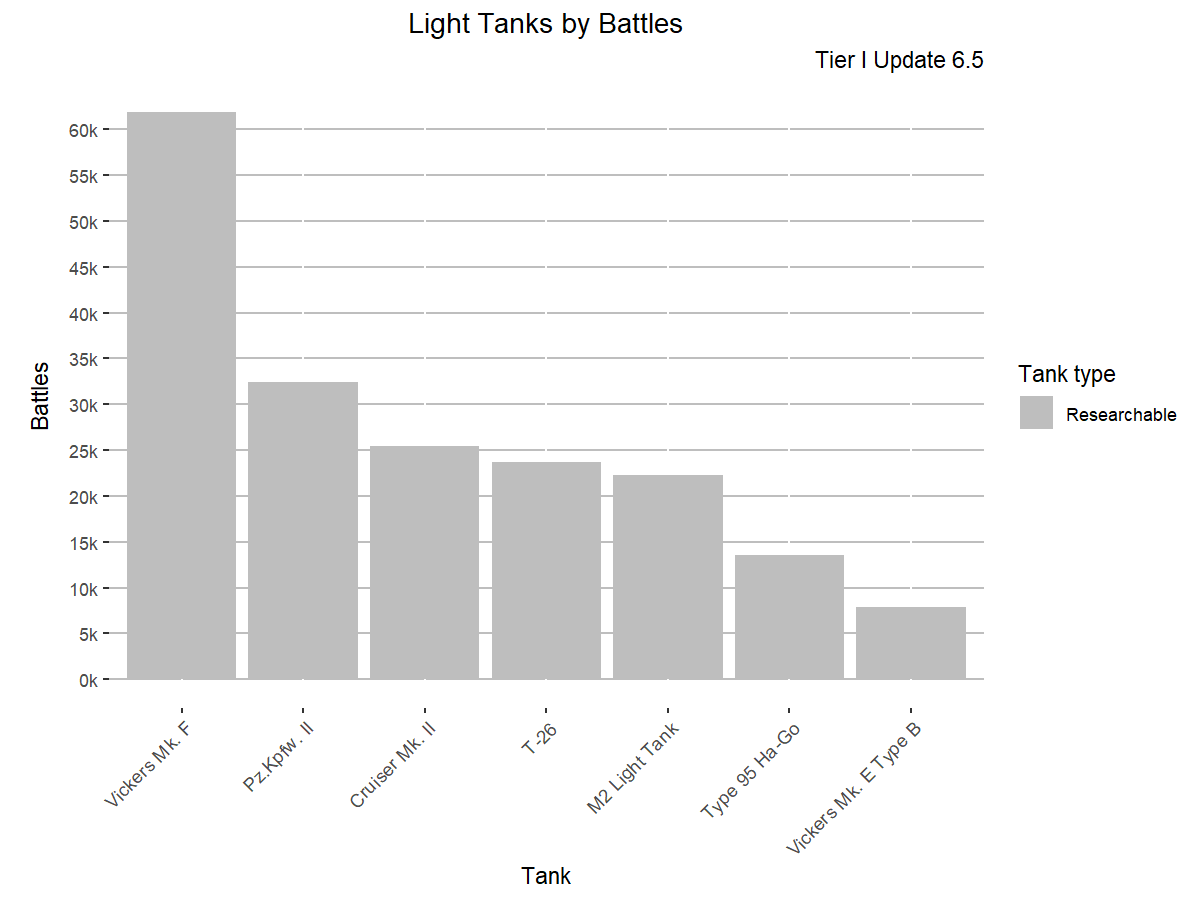 Light Tanks by Battles
Tier I Update 6.5
Battles
60k
55k
50k
45k
40k
35k
30k
25k
20k
15k
10k
5k
0k
Vickers Mk. F
Pz.Kpfw. II
Cruiser Mk. II
T-26
M2 Light Tank
Type 95 Ha-Go
Vickers Mk. E Type B
Tank
Tank type
Researchable